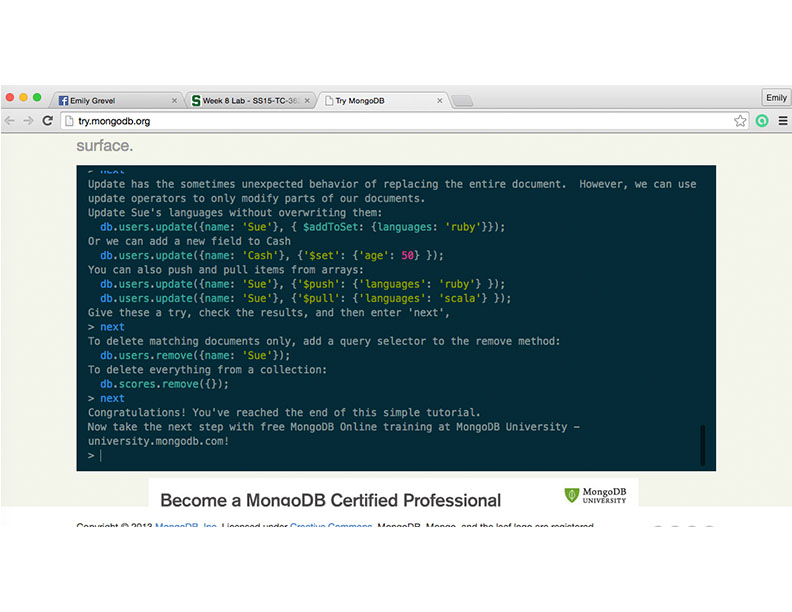 Emily Grevel
Week 8 Lab - SS15-TC-36
Try MongoDB
Emily
try.mongodb.org
surface.
> next
Update has the sometimes unexpected behavior of replacing the entire document.  However, we can use
update operators to only modify parts of our documents.
Update Sue's languages without overwriting them:
  db.users.update({name: 'Sue'}, { $addToSet: {languages: 'ruby'}});
Or we can add a new field to Cash
  db.users.update({name: 'Cash'}, {'$set': {'age': 50} });
You can also push and pull items from arrays:
  db.users.update({name: 'Sue'}, {'$push': {'languages': 'ruby'} });
  db.users.update({name: 'Sue'}, {'$pull': {'languages': 'scala'} });
Give these a try, check the results, and then enter 'next',
> next
To delete matching documents only, add a query selector to the remove method:
  db.users.remove({name: 'Sue'});
To delete everything from a collection:
  db.scores.remove({});
> next
Congratulations! You've reached the end of this simple tutorial.
Now take the next step with free MongoDB Online training at MongoDB University –
university.mongodb.com!
>
Become a MongoDB Certified Professional
MongoDB
UNIVERSITY
Copyright © 2013 MongoDB, Inc. Licensed under Creative Commons. MongoDB, Mongo, and the leaf logo are registered